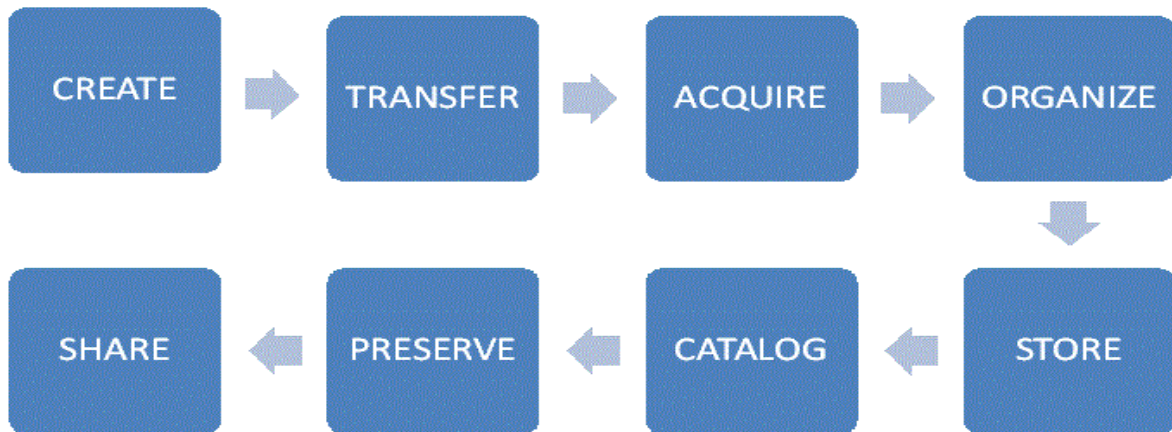 CREATE
TRANSFER
ACQUIRE
ORGANIZE
STORE
CATALOG
PRESERVE
SHARE